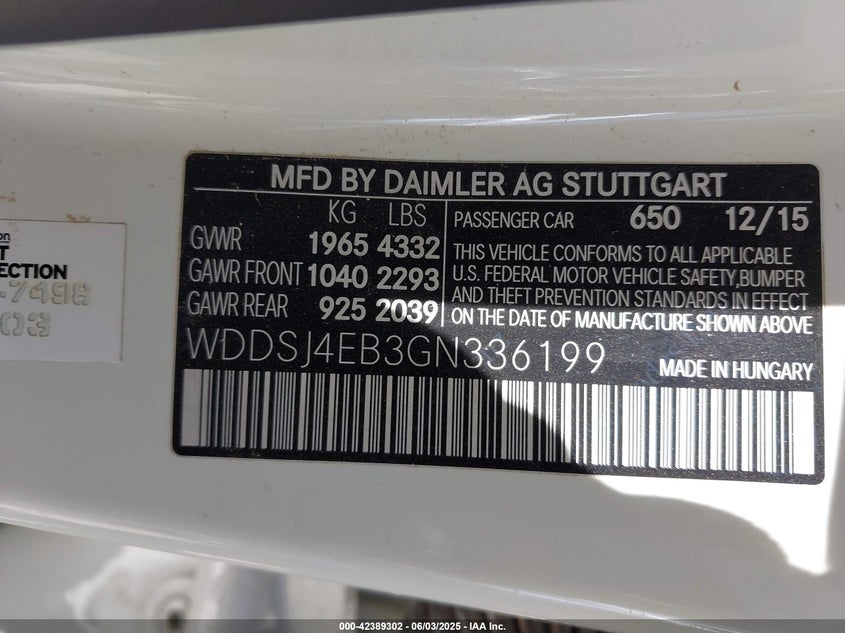 MFD BY DAIMLER AG STUTTGART
KG LBS
GVWR 1965 4332
GAWR FRONT 1040 2293
GAWR REAR 925 2039
PASSENGER CAR 650 12/15
THIS VEHICLE CONFORMS TO ALL APPLICABLE
U.S. FEDERAL MOTOR VEHICLE SAFETY,BUMPER
AND THEFT PREVENTION STANDARDS IN EFFECT
ON THE DATE OF MANUFACTURE SHOWN ABOVE.
WDDSJ4EB3GN336199 MADE IN HUNGARY
ECTION
-7498
03
000-42389302 - 06/03/2025 - IAA Inc.